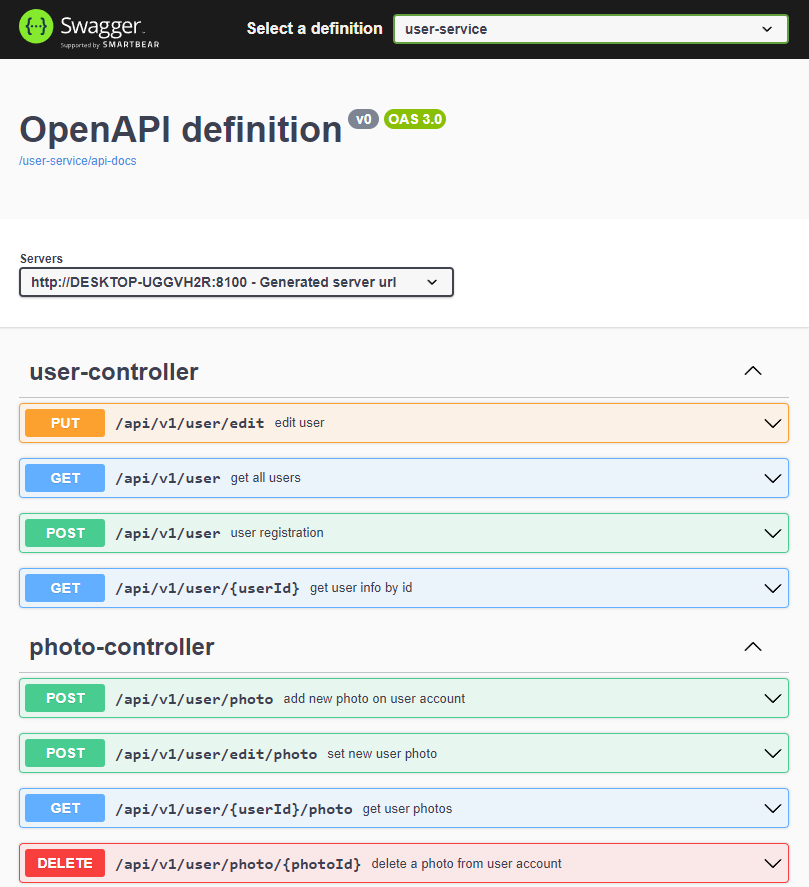 Swagger. Select a definition user-service
Supported by SMARTBEAR
OpenAPI definition v0 OAS 3.0
/user-service/api-docs
Servers
http://DESKTOP-UGGVH2R:8100 - Generated server url
user-controller
PUT /api/v1/user/edit edit user
GET /api/v1/user get all users
POST /api/v1/user user registration
GET /api/v1/user/{userId} get user info by id
photo-controller
POST /api/v1/user/photo add new photo on user account
POST /api/v1/user/edit/photo set new user photo
GET /api/v1/user/{userId}/photo get user photos
DELETE /api/v1/user/photo/{photoId} delete a photo from user account